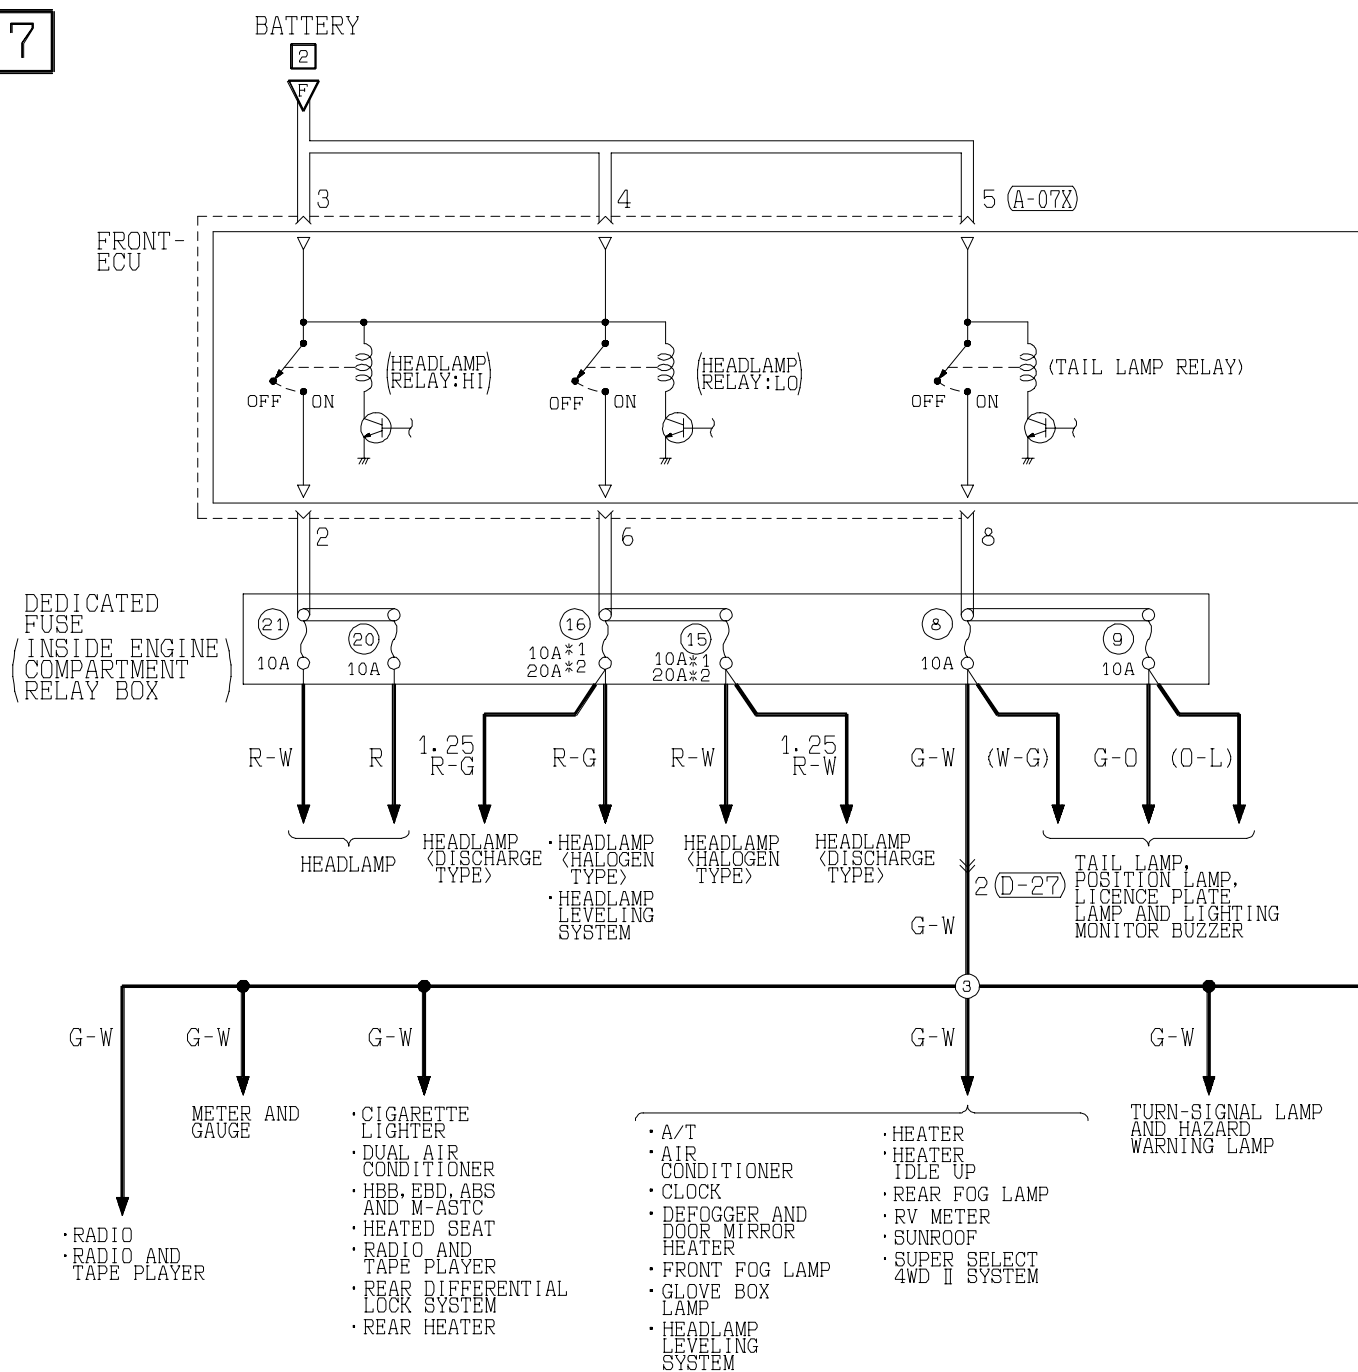 7
BATTERY
2
F
3
4
5 (A-07X)
FRONT-
ECU
(HEADLAMP
RELAY:HI)
(HEADLAMP
RELAY:LO)
(TAIL LAMP RELAY)
OFF ON
OFF ON
OFF ON
2
6
8
DEDICATED
FUSE
(INSIDE ENGINE
COMPARTMENT
RELAY BOX)
21
10A
20
10A
16
10A*1
20A*2
15
10A*1
20A*2
8
10A
9
10A
R-W
R
1.25
R-G
R-G
R-W
1.25
R-W
G-W
(W-G)
G-O
(O-L)
HEADLAMP
HEADLAMP
<DISCHARGE
TYPE>
·HEADLAMP
<HALOGEN
TYPE>
·HEADLAMP
LEVELING
SYSTEM
HEADLAMP
<HALOGEN
TYPE>
HEADLAMP
<DISCHARGE
TYPE>
2 (D-27)
TAIL LAMP,
POSITION LAMP,
LICENCE PLATE
LAMP AND LIGHTING
MONITOR BUZZER
G-W
3
G-W
G-W
G-W
G-W
G-W
·RADIO
·RADIO AND
TAPE PLAYER
METER AND
GAUGE
·CIGARETTE
LIGHTER
·DUAL AIR
CONDITIONER
·HBB, EBD, ABS
AND M-ASTC
·HEATED SEAT
·RADIO AND
TAPE PLAYER
·REAR DIFFERENTIAL
LOCK SYSTEM
·REAR HEATER
·A/T
·AIR
CONDITIONER
·CLOCK
·DEFOGGER AND
DOOR MIRROR
HEATER
·FRONT FOG LAMP
·GLOVE BOX
LAMP
·HEADLAMP
LEVELING
SYSTEM
·HEATER
·HEATER
IDLE UP
·REAR FOG LAMP
·RV METER
·SUNROOF
·SUPER SELECT
4WD II SYSTEM
TURN-SIGNAL LAMP
AND HAZARD
WARNING LAMP